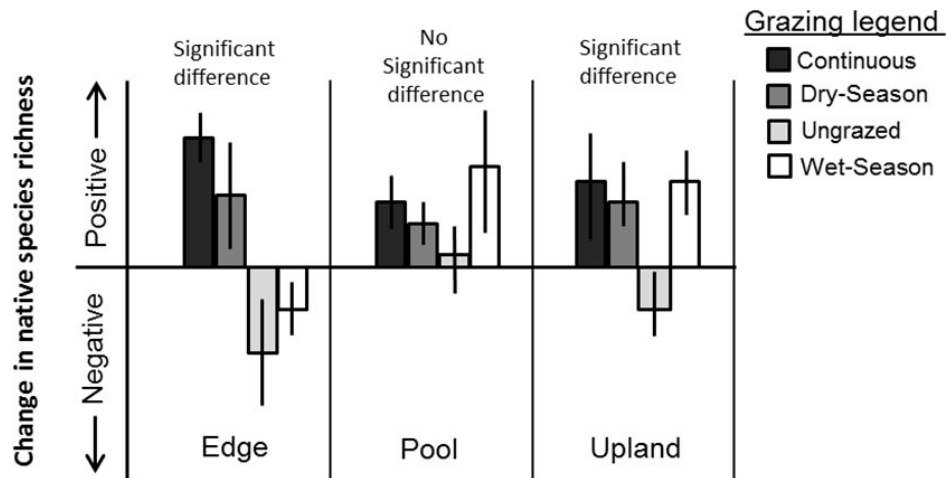 Grazing legend
Continuous
Dry-Season
Ungrazed
Wet-Season
Significant
difference
No
Significant
difference
Significant
difference
Change in native species richness
Positive
Negative
Edge
Pool
Upland